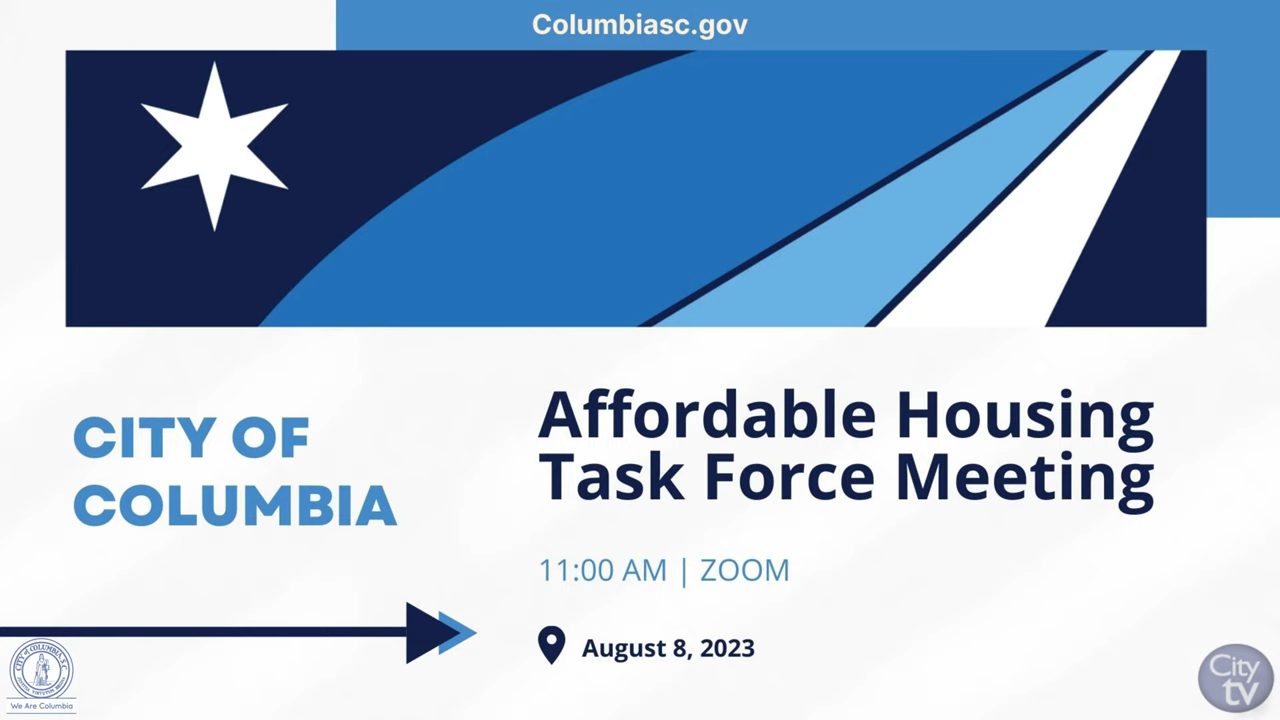 Columbiasc.gov
CITY OF
COLUMBIA
Affordable Housing
Task Force Meeting
11:00 AM | ZOOM
August 8, 2023
We Are Columbia
City
tv